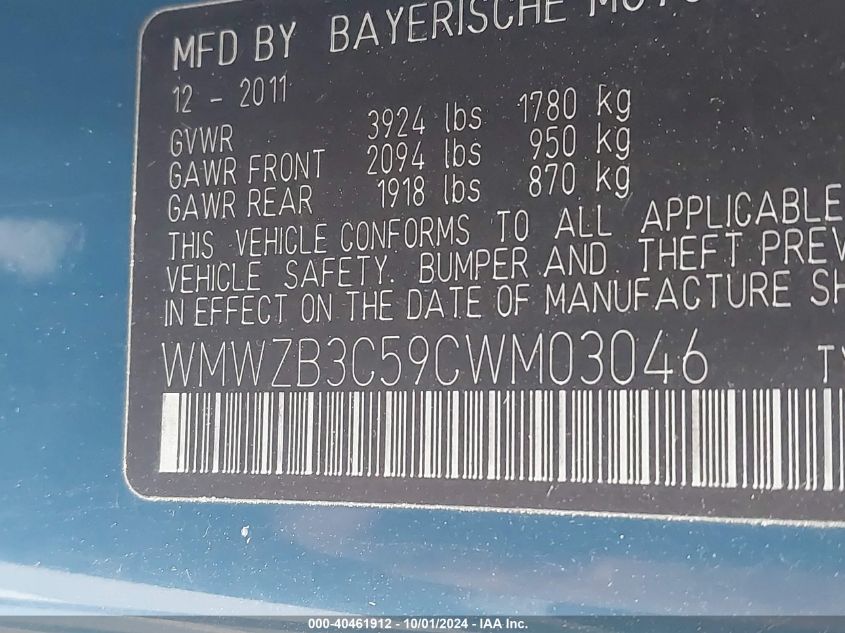 MFD BY BAYERISCHE
12 - 2011
GVWR 3924 lbs 1780 kg
GAWR FRONT 2094 lbs 950 kg
GAWR REAR 1918 lbs 870 kg
THIS VEHICLE CONFORMS TO ALL APPLICABLE
VEHICLE SAFETY, BUMPER AND THEFT PREV
IN EFFECT ON THE DATE OF MANUFACTURE SH
WMWZB3C59CWM03046 TY
000-40461912 - 10/01/2024 - IAA Inc.